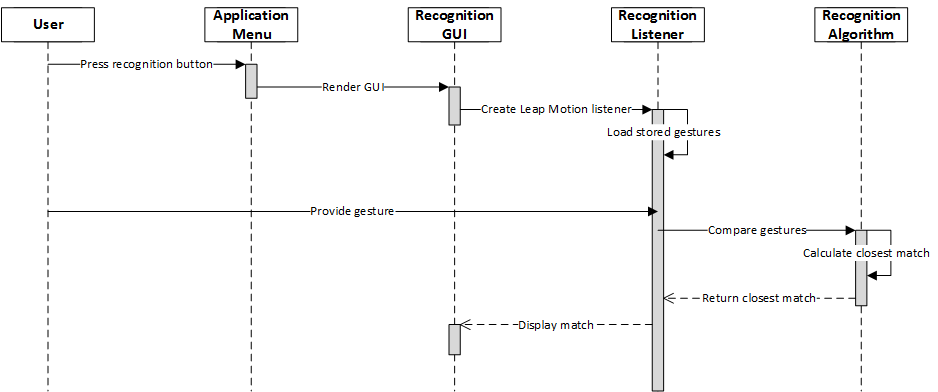 User
Application
Menu
Recognition
GUI
Recognition
Listener
Recognition
Algorithm
Press recognition button
Render GUI
Create Leap Motion listener
Load stored gestures
Provide gesture
Compare gestures
Calculate closest match
Return closest match
Display match